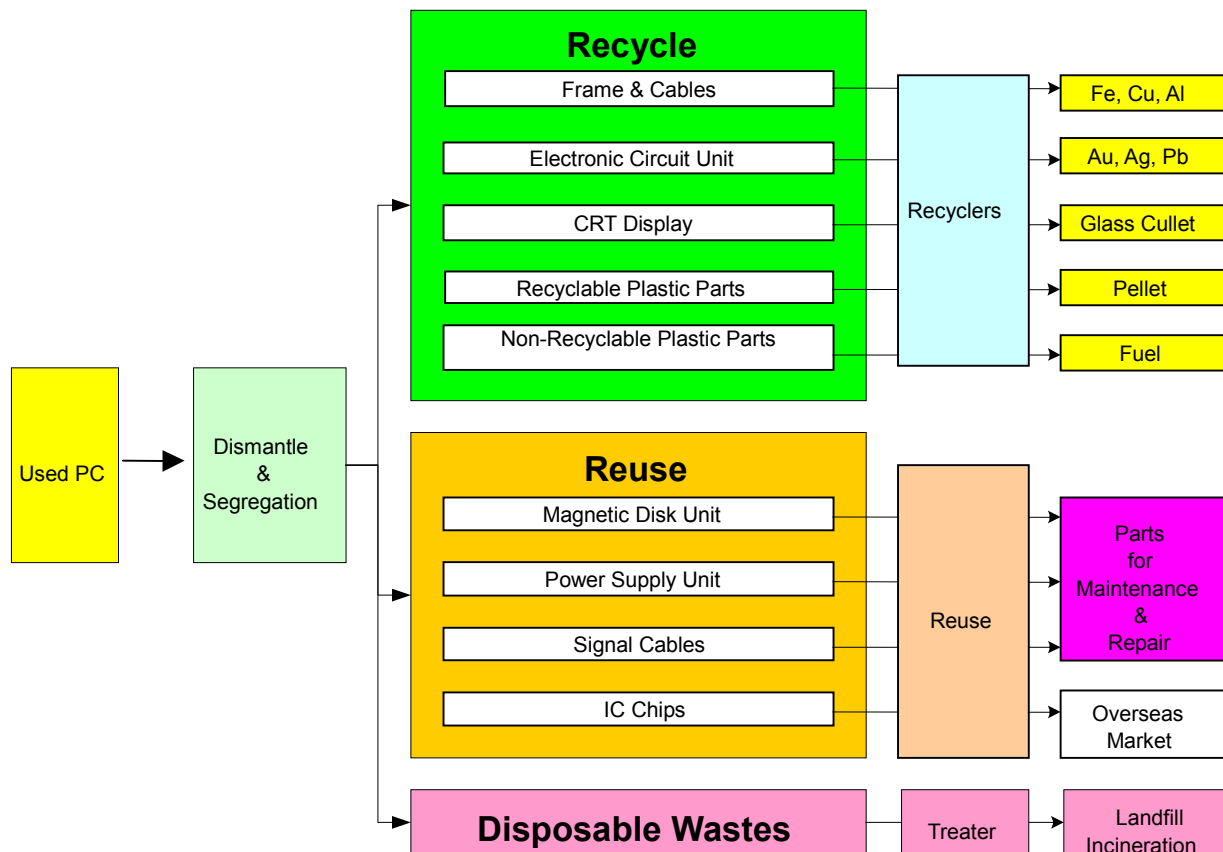 Recycle
Frame & Cables
Fe, Cu, Al
Electronic Circuit Unit
Au, Ag, Pb
CRT Display
Recyclers
Glass Cullet
Recyclable Plastic Parts
Pellet
Non-Recyclable Plastic Parts
Fuel
Used PC
Dismantle
&
Segregation
Reuse
Magnetic Disk Unit
Power Supply Unit
Signal Cables
IC Chips
Reuse
Parts
for
Maintenance
&
Repair
Overseas
Market
Disposable Wastes
Treater
Landfill
Incineration